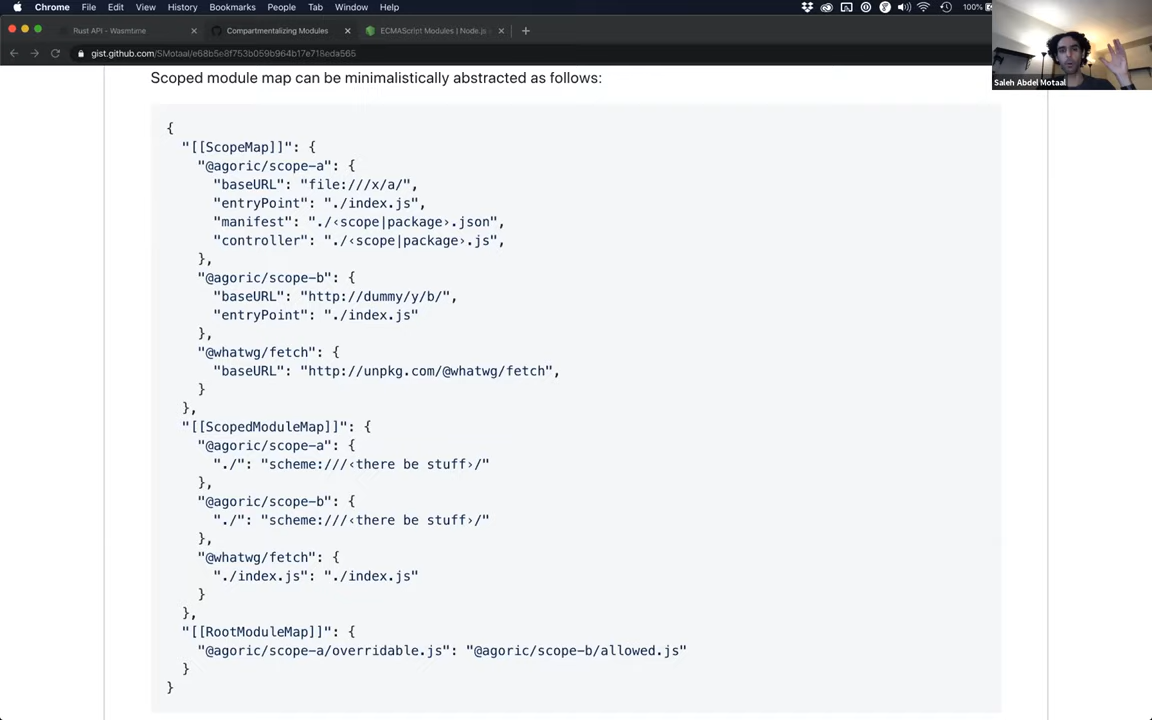 Chrome File Edit View History Bookmarks People Tab Window Help 100%
Rust API - Wasmtime Compartmentalizing Modules ECMAScript Modules | Node.js
gist.github.com/SMotaal/e68b5e8f753b059b964b17e718eda565
Saleh Abdel Motaal
Scoped module map can be minimalistically abstracted as follows:
{
"[[ScopeMap]]": {
"@agoric/scope-a": {
"baseURL": "file:///x/a/",
"entryPoint": "./index.js",
"manifest": "./‹scope|package›.json",
"controller": "./‹scope|package›.js",
},
"@agoric/scope-b": {
"baseURL": "http://dummy/y/b/",
"entryPoint": "./index.js"
},
"@whatwg/fetch": {
"baseURL": "http://unpkg.com/@whatwg/fetch",
}
},
"[[ScopedModuleMap]]": {
"@agoric/scope-a": {
"./": "scheme:///‹there be stuff›/"
},
"@agoric/scope-b": {
"./": "scheme:///‹there be stuff›/"
},
"@whatwg/fetch": {
"./index.js": "./index.js"
}
},
"[[RootModuleMap]]": {
"@agoric/scope-a/overridable.js": "@agoric/scope-b/allowed.js"
}
}